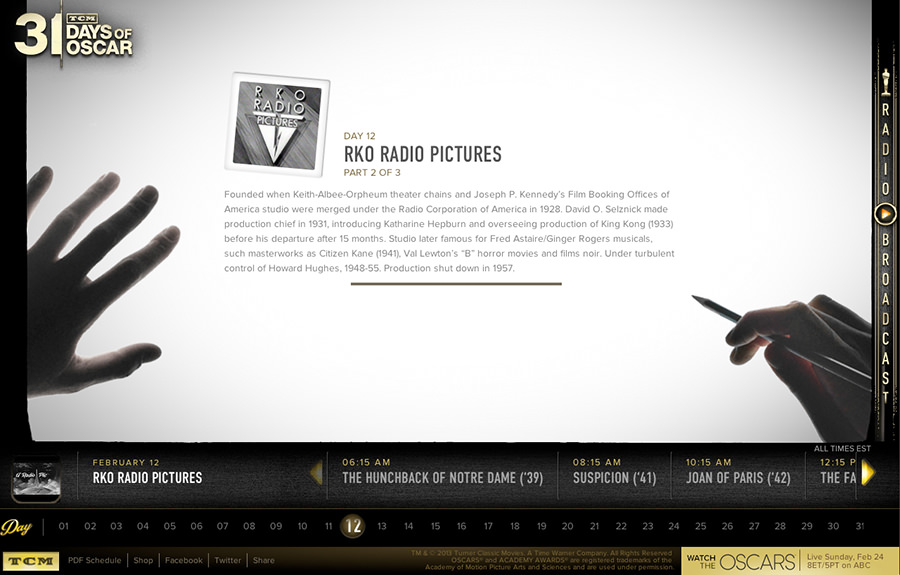 31
TCM
DAYS OF
OSCAR
RKO
RADIO
PICTURES
DAY 12
RKO RADIO PICTURES
PART 2 OF 3
Founded when Keith-Albee-Orpheum theater chains and Joseph P. Kennedy's Film Booking Offices of
America studio were merged under the Radio Corporation of America in 1928. David O. Selznick made
production chief in 1931, introducing Katharine Hepburn and overseeing production of King Kong (1933)
before his departure after 15 months. Studio later famous for Fred Astaire/Ginger Rogers musicals,
such masterworks as Citizen Kane (1941), Val Lewton's "B" horror movies and films noir. Under turbulent
control of Howard Hughes, 1948-55. Production shut down in 1957.
RADIO BROADCAST
ALL TIMES EST
FEBRUARY 12
RKO RADIO PICTURES
06:15 AM
THE HUNCHBACK OF NOTRE DAME ('39)
08:15 AM
SUSPICION ('41)
10:15 AM
JOAN OF PARIS ('42)
12:15 P
THE FA
Day 01 02 03 04 05 06 07 08 09 10 11 12 13 14 15 16 17 18 19 20 21 22 23 24 25 26 27 28 29 30 31
TCM PDF Schedule Shop Facebook Twitter Share
TM & © 2013 Turner Classic Movies. A Time Warner Company. All Rights Reserved
OSCARS® and ACADEMY AWARDS® are registered trademarks of the
Academy of Motion Picture Arts and Sciences and are used under permission.
WATCH
THE OSCARS
Live Sunday, Feb 24
8ET/5PT on ABC